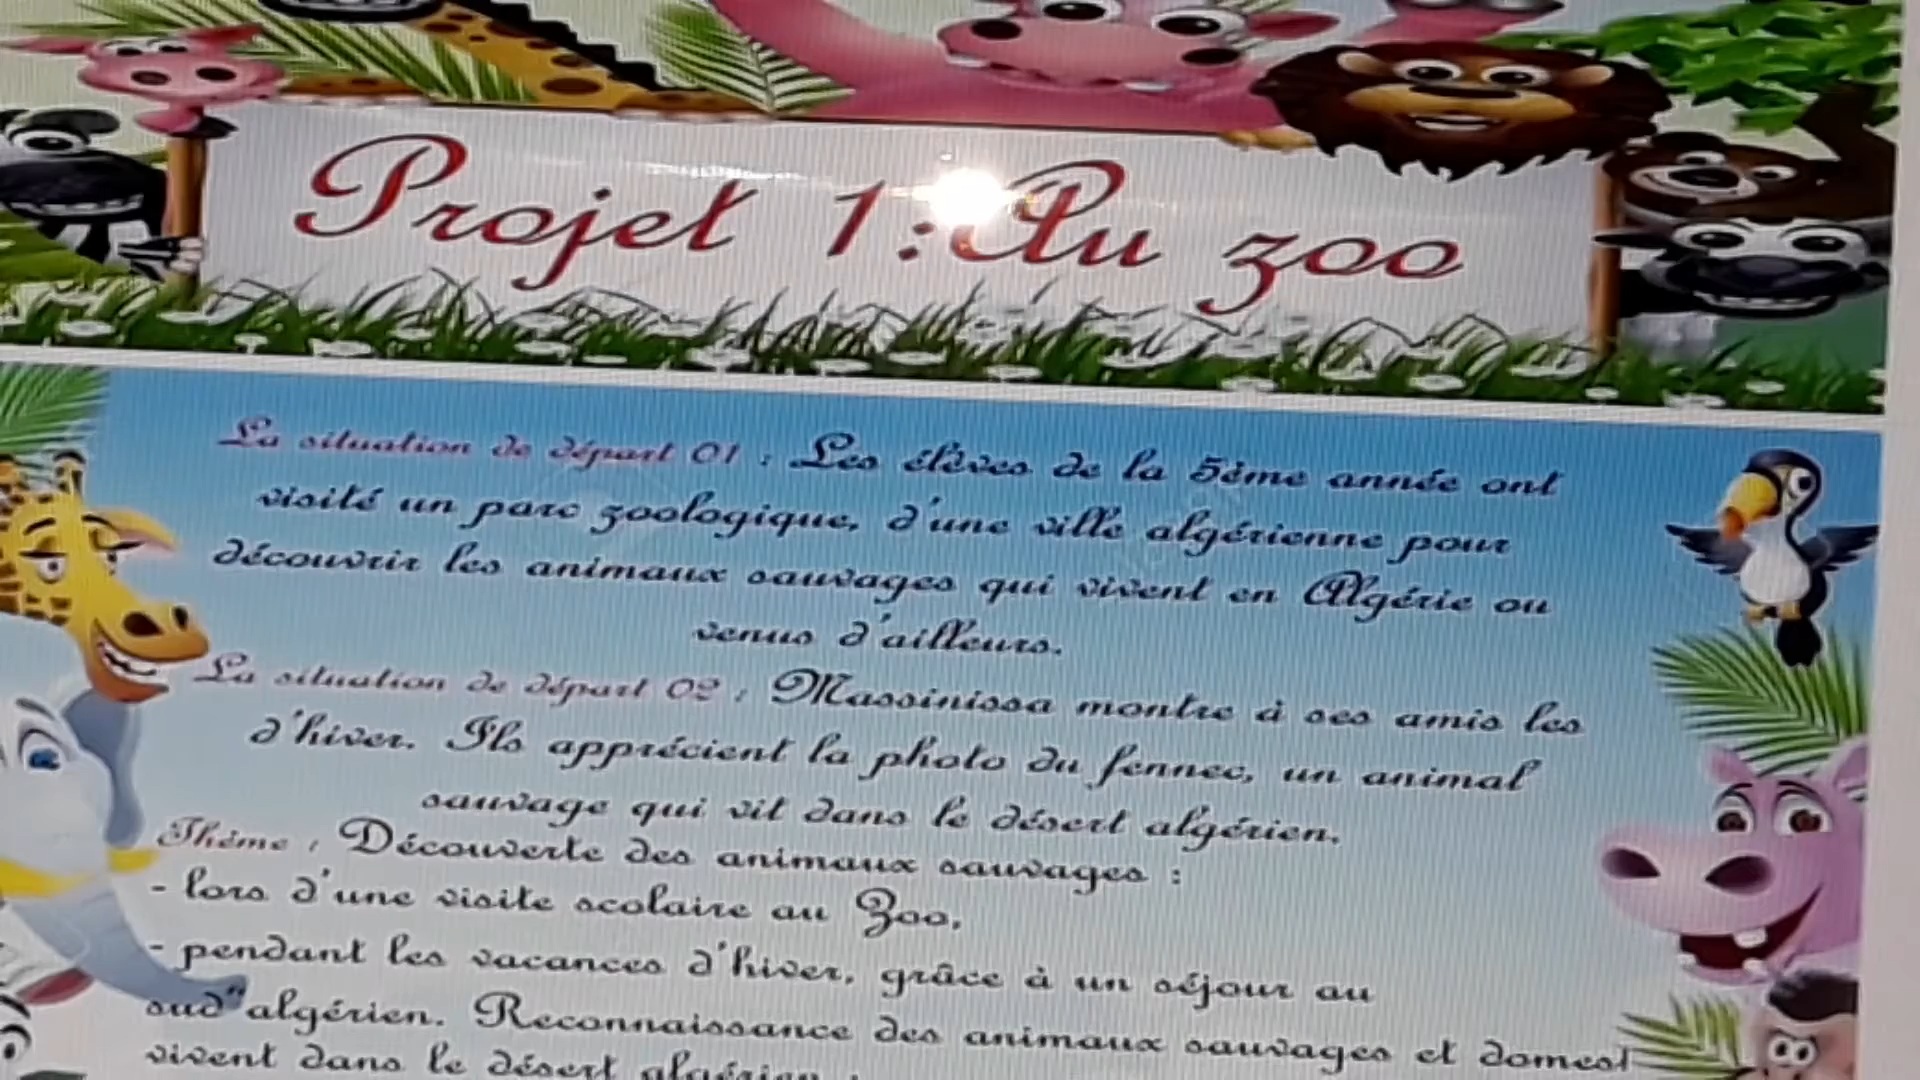 Projet 1: Au zoo
La situation de départ 01 : Les élèves de la 5ème année ont
visité un parc zoologique, d'une ville algérienne pour
découvrir les animaux sauvages qui vivent en Algérie ou
venus d'ailleurs.
La situation de départ 02 : Massinissa montre à ses amis les
d'hiver. Ils apprécient la photo du fennec, un animal
sauvage qui vit dans le désert algérien.
Thème : Découverte des animaux sauvages :
- lors d'une visite scolaire au Zoo,
- pendant les vacances d'hiver, grâce à un séjour au
sud algérien. Reconnaissance des animaux sauvages et domest
vivent dans le désert algérien :